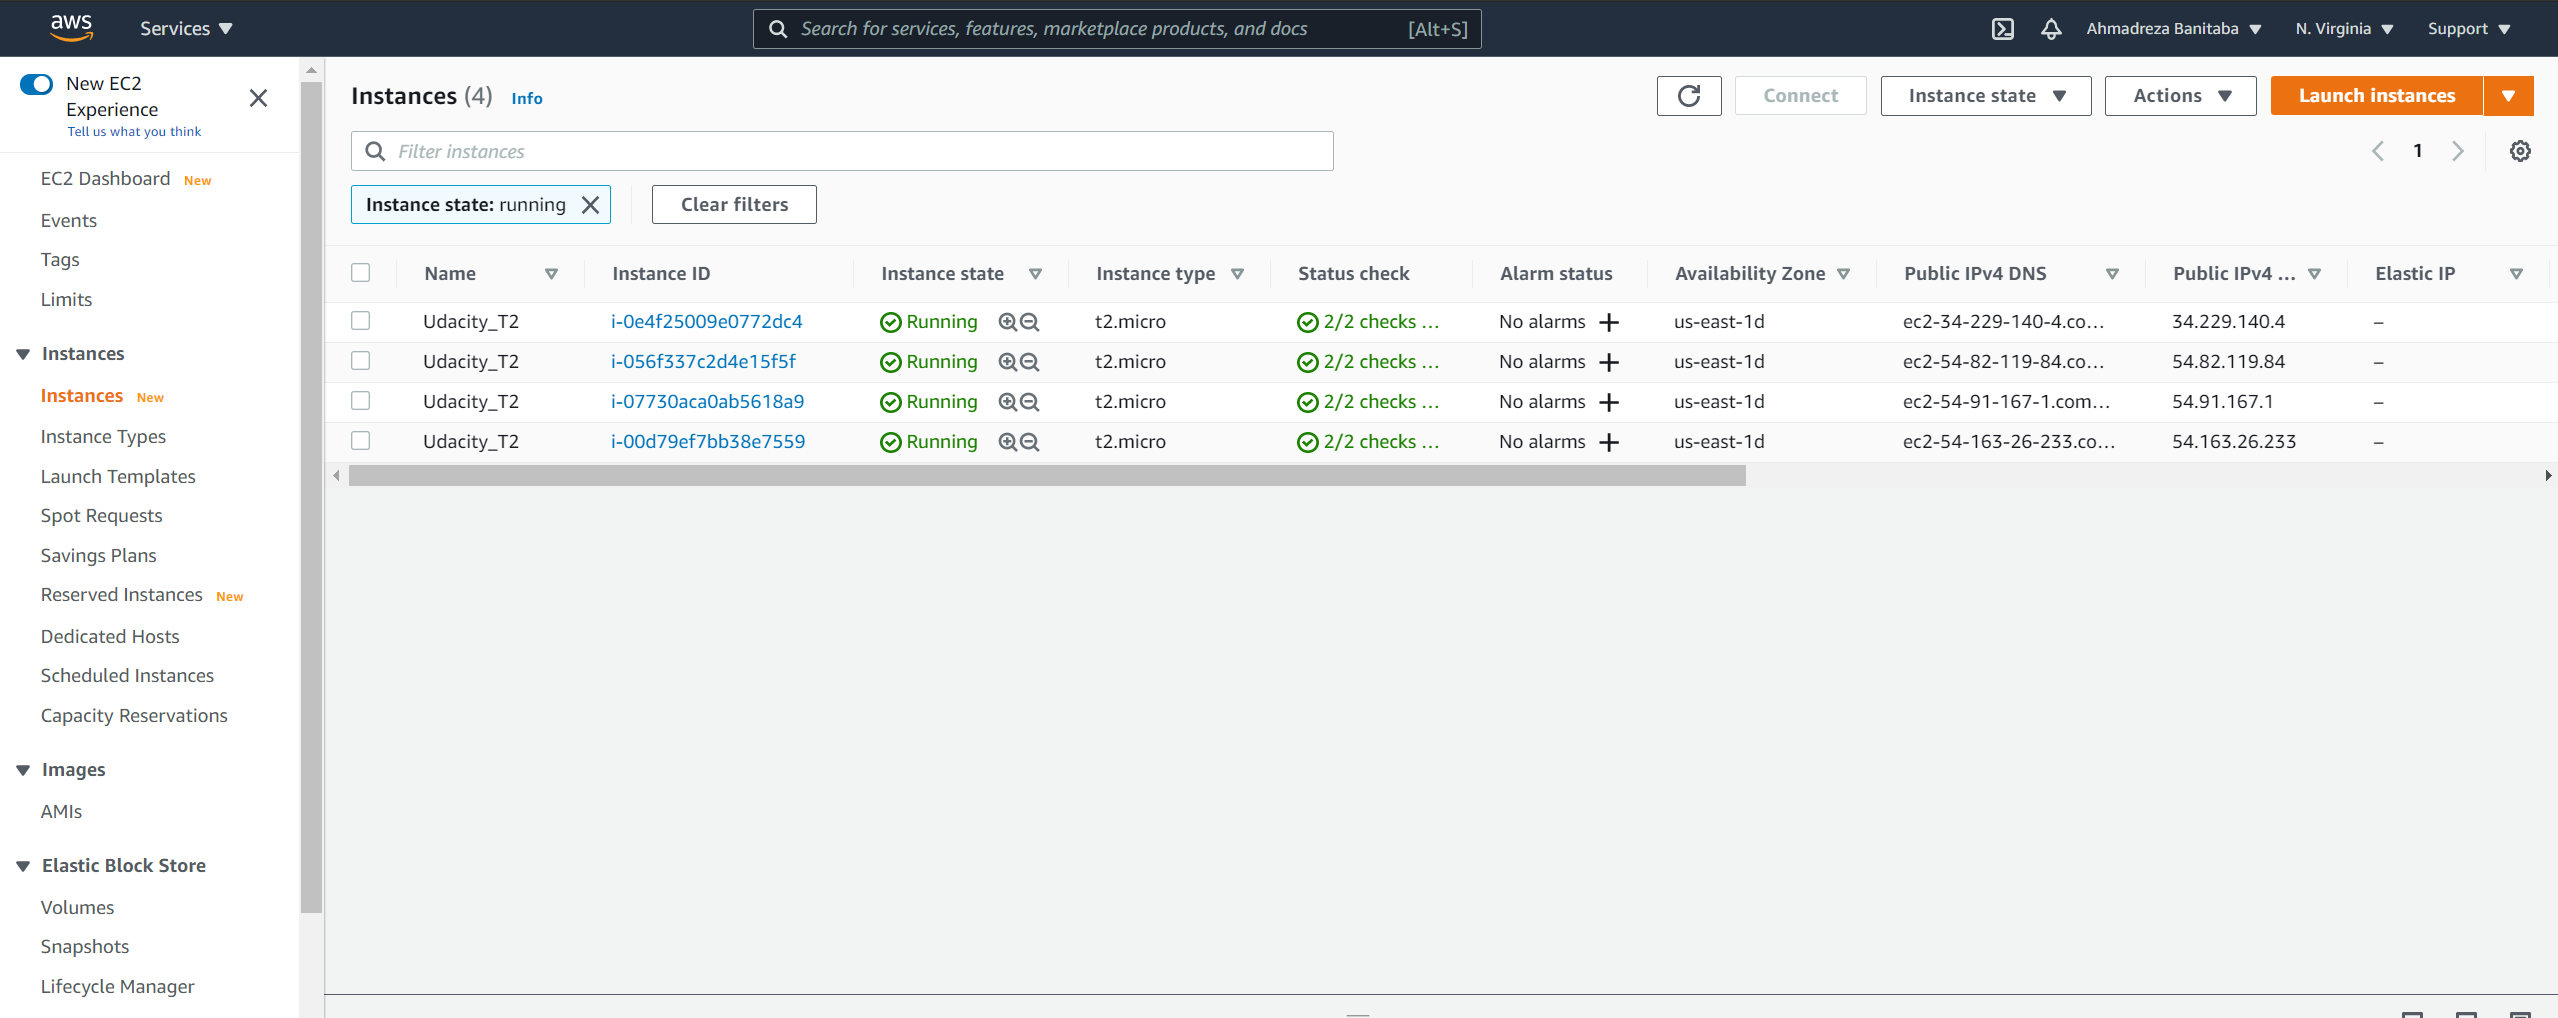 aws
Services
Search for services, features, marketplace products, and docs [Alt+S]
Ahmadreza Banitaba
N. Virginia
Support
New EC2
Experience
Tell us what you think
EC2 Dashboard New
Events
Tags
Limits
Instances
Instances New
Instance Types
Launch Templates
Spot Requests
Savings Plans
Reserved Instances New
Dedicated Hosts
Scheduled Instances
Capacity Reservations
Images
AMIs
Elastic Block Store
Volumes
Snapshots
Lifecycle Manager
Instances (4) Info
Connect
Instance state
Actions
Launch instances
Filter instances
1
Instance state: running
Clear filters
Name Instance ID Instance state Instance type Status check Alarm status Availability Zone Public IPv4 DNS Public IPv4 ... Elastic IP
Udacity_T2 i-0e4f25009e0772dc4 Running t2.micro 2/2 checks ... No alarms + us-east-1d ec2-34-229-140-4.co... 34.229.140.4 –
Udacity_T2 i-056f337c2d4e15f5f Running t2.micro 2/2 checks ... No alarms + us-east-1d ec2-54-82-119-84.co... 54.82.119.84 –
Udacity_T2 i-07730aca0ab5618a9 Running t2.micro 2/2 checks ... No alarms + us-east-1d ec2-54-91-167-1.com... 54.91.167.1 –
Udacity_T2 i-00d79ef7bb38e7559 Running t2.micro 2/2 checks ... No alarms + us-east-1d ec2-54-163-26-233.co... 54.163.26.233 –